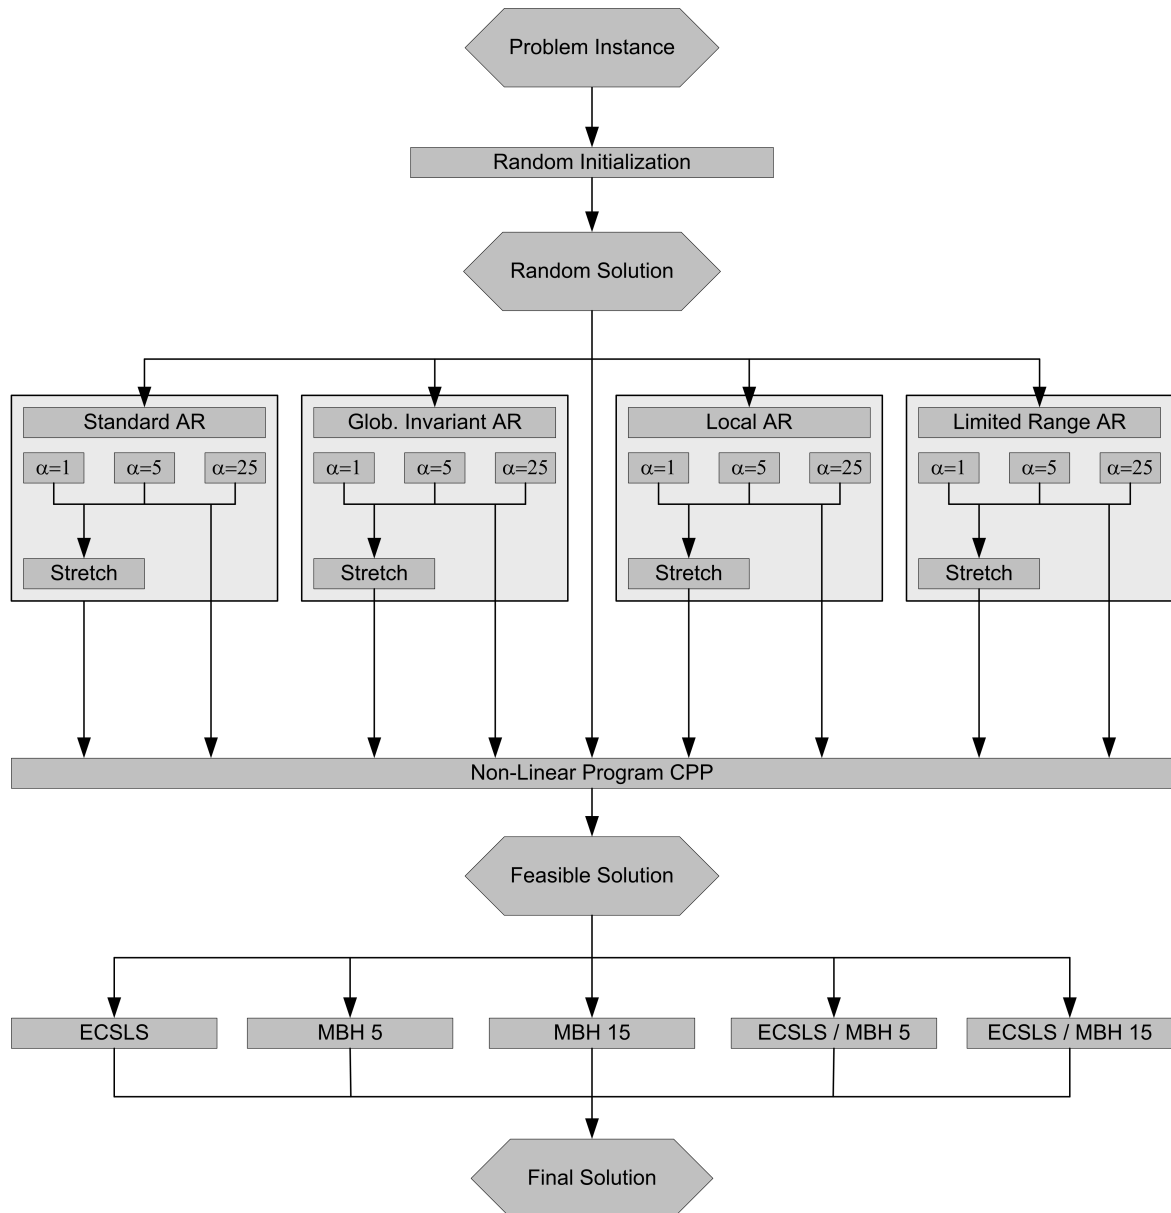 Problem Instance
Random Initialization
Random Solution
Standard AR
Glob. Invariant AR
Local AR
Limited Range AR
α=1
α=5
α=25
α=1
α=5
α=25
α=1
α=5
α=25
α=1
α=5
α=25
Stretch
Stretch
Stretch
Stretch
Non-Linear Program CPP
Feasible Solution
ECSLS
MBH 5
MBH 15
ECSLS / MBH 5
ECSLS / MBH 15
Final Solution